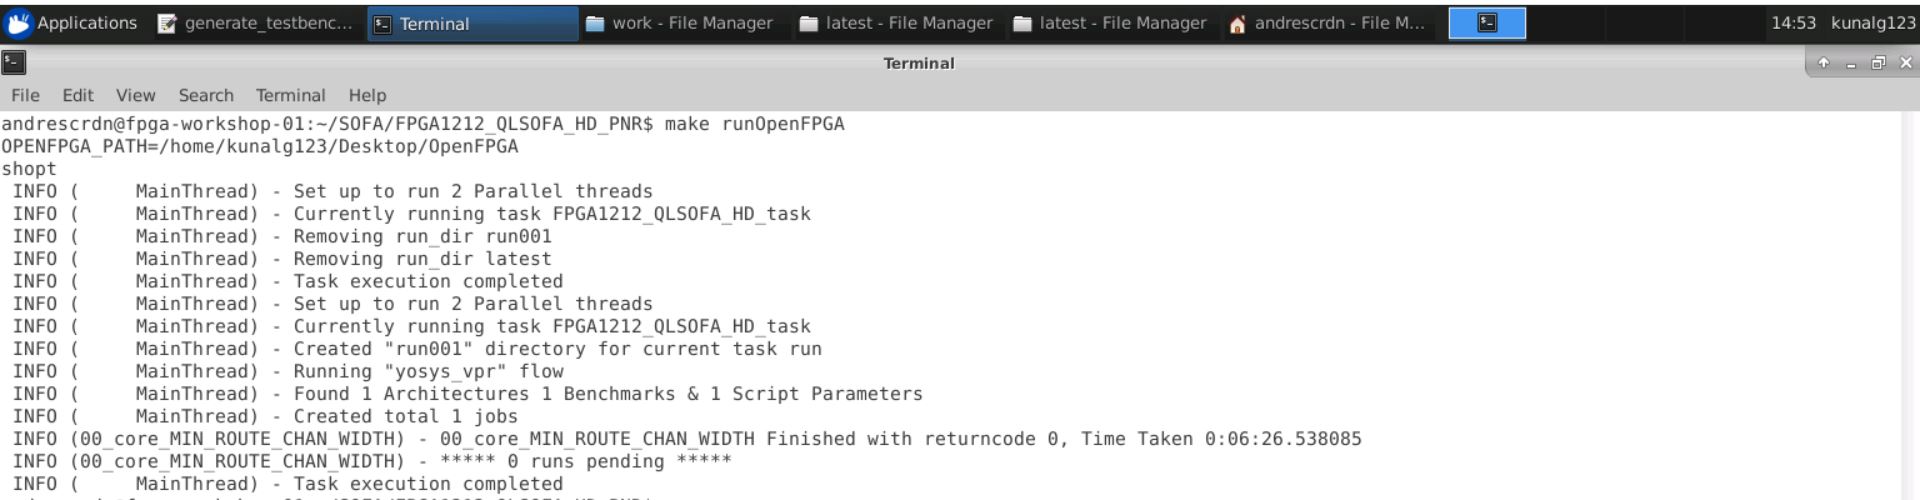 Applications generate_testbenc... Terminal work - File Manager latest - File Manager latest - File Manager andrescrdn - File M... 14:53 kunalg123
Terminal
File Edit View Search Terminal Help
andrescrdn@fpga-workshop-01:~/SOFA/FPGA1212_QLSOFA_HD_PNR$ make runOpenFPGA
OPENFPGA_PATH=/home/kunalg123/Desktop/OpenFPGA
shopt
INFO (     MainThread) - Set up to run 2 Parallel threads
INFO (     MainThread) - Currently running task FPGA1212_QLSOFA_HD_task
INFO (     MainThread) - Removing run_dir run001
INFO (     MainThread) - Removing run_dir latest
INFO (     MainThread) - Task execution completed
INFO (     MainThread) - Set up to run 2 Parallel threads
INFO (     MainThread) - Currently running task FPGA1212_QLSOFA_HD_task
INFO (     MainThread) - Created "run001" directory for current task run
INFO (     MainThread) - Running "yosys_vpr" flow
INFO (     MainThread) - Found 1 Architectures 1 Benchmarks & 1 Script Parameters
INFO (     MainThread) - Created total 1 jobs
INFO (00_core_MIN_ROUTE_CHAN_WIDTH) - 00_core_MIN_ROUTE_CHAN_WIDTH Finished with returncode 0, Time Taken 0:06:26.538085
INFO (00_core_MIN_ROUTE_CHAN_WIDTH) - ***** 0 runs pending *****
INFO (     MainThread) - Task execution completed